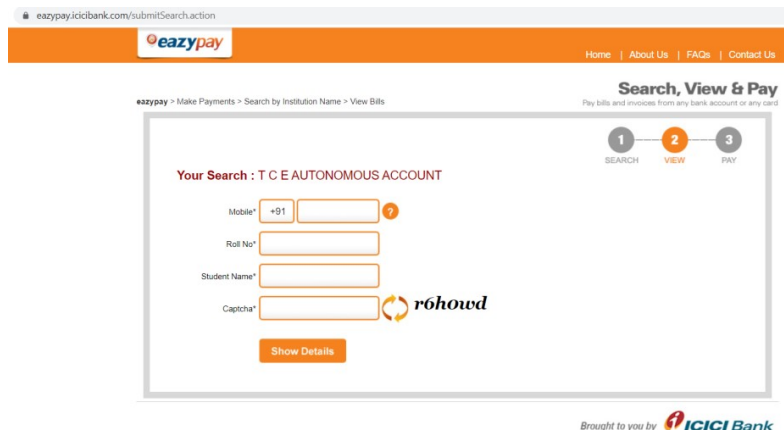 eazypay.icicibank.com/submitSearch.action
eazypay
Home | About Us | FAQs | Contact Us
Search, View & Pay
eazypay > Make Payments > Search by Institution Name > View Bills
Pay bills and invoices from any bank account or any card
1 2 3
SEARCH VIEW PAY
Your Search : T C E AUTONOMOUS ACCOUNT
Mobile* +91 ?
Roll No*
Student Name*
Captcha* r6howd
Show Details
Brought to you by ICICI Bank